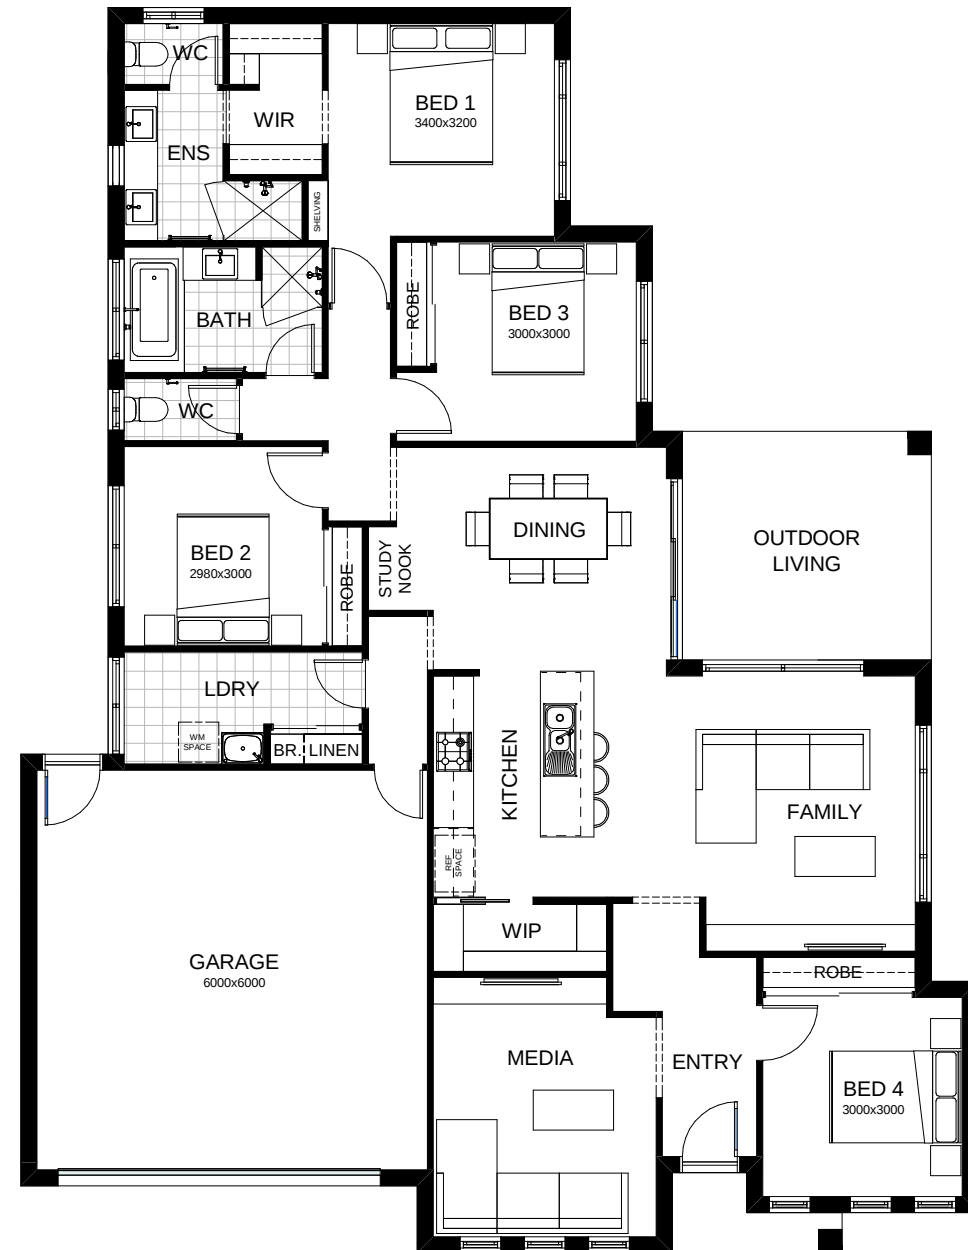 WC
BED 1
3400x3200
WIR
ENS
SHELVING
BATH
ROBE
BED 3
3000x3000
WC
DINING
OUTDOOR
LIVING
BED 2
2980x3000
ROBE
STUDY
NOOK
LDRY
WM
SPACE
BR.
LINEN
KITCHEN
FAMILY
REF
SPACE
WIP
GARAGE
6000x6000
ROBE
MEDIA
ENTRY
BED 4
3000x3000